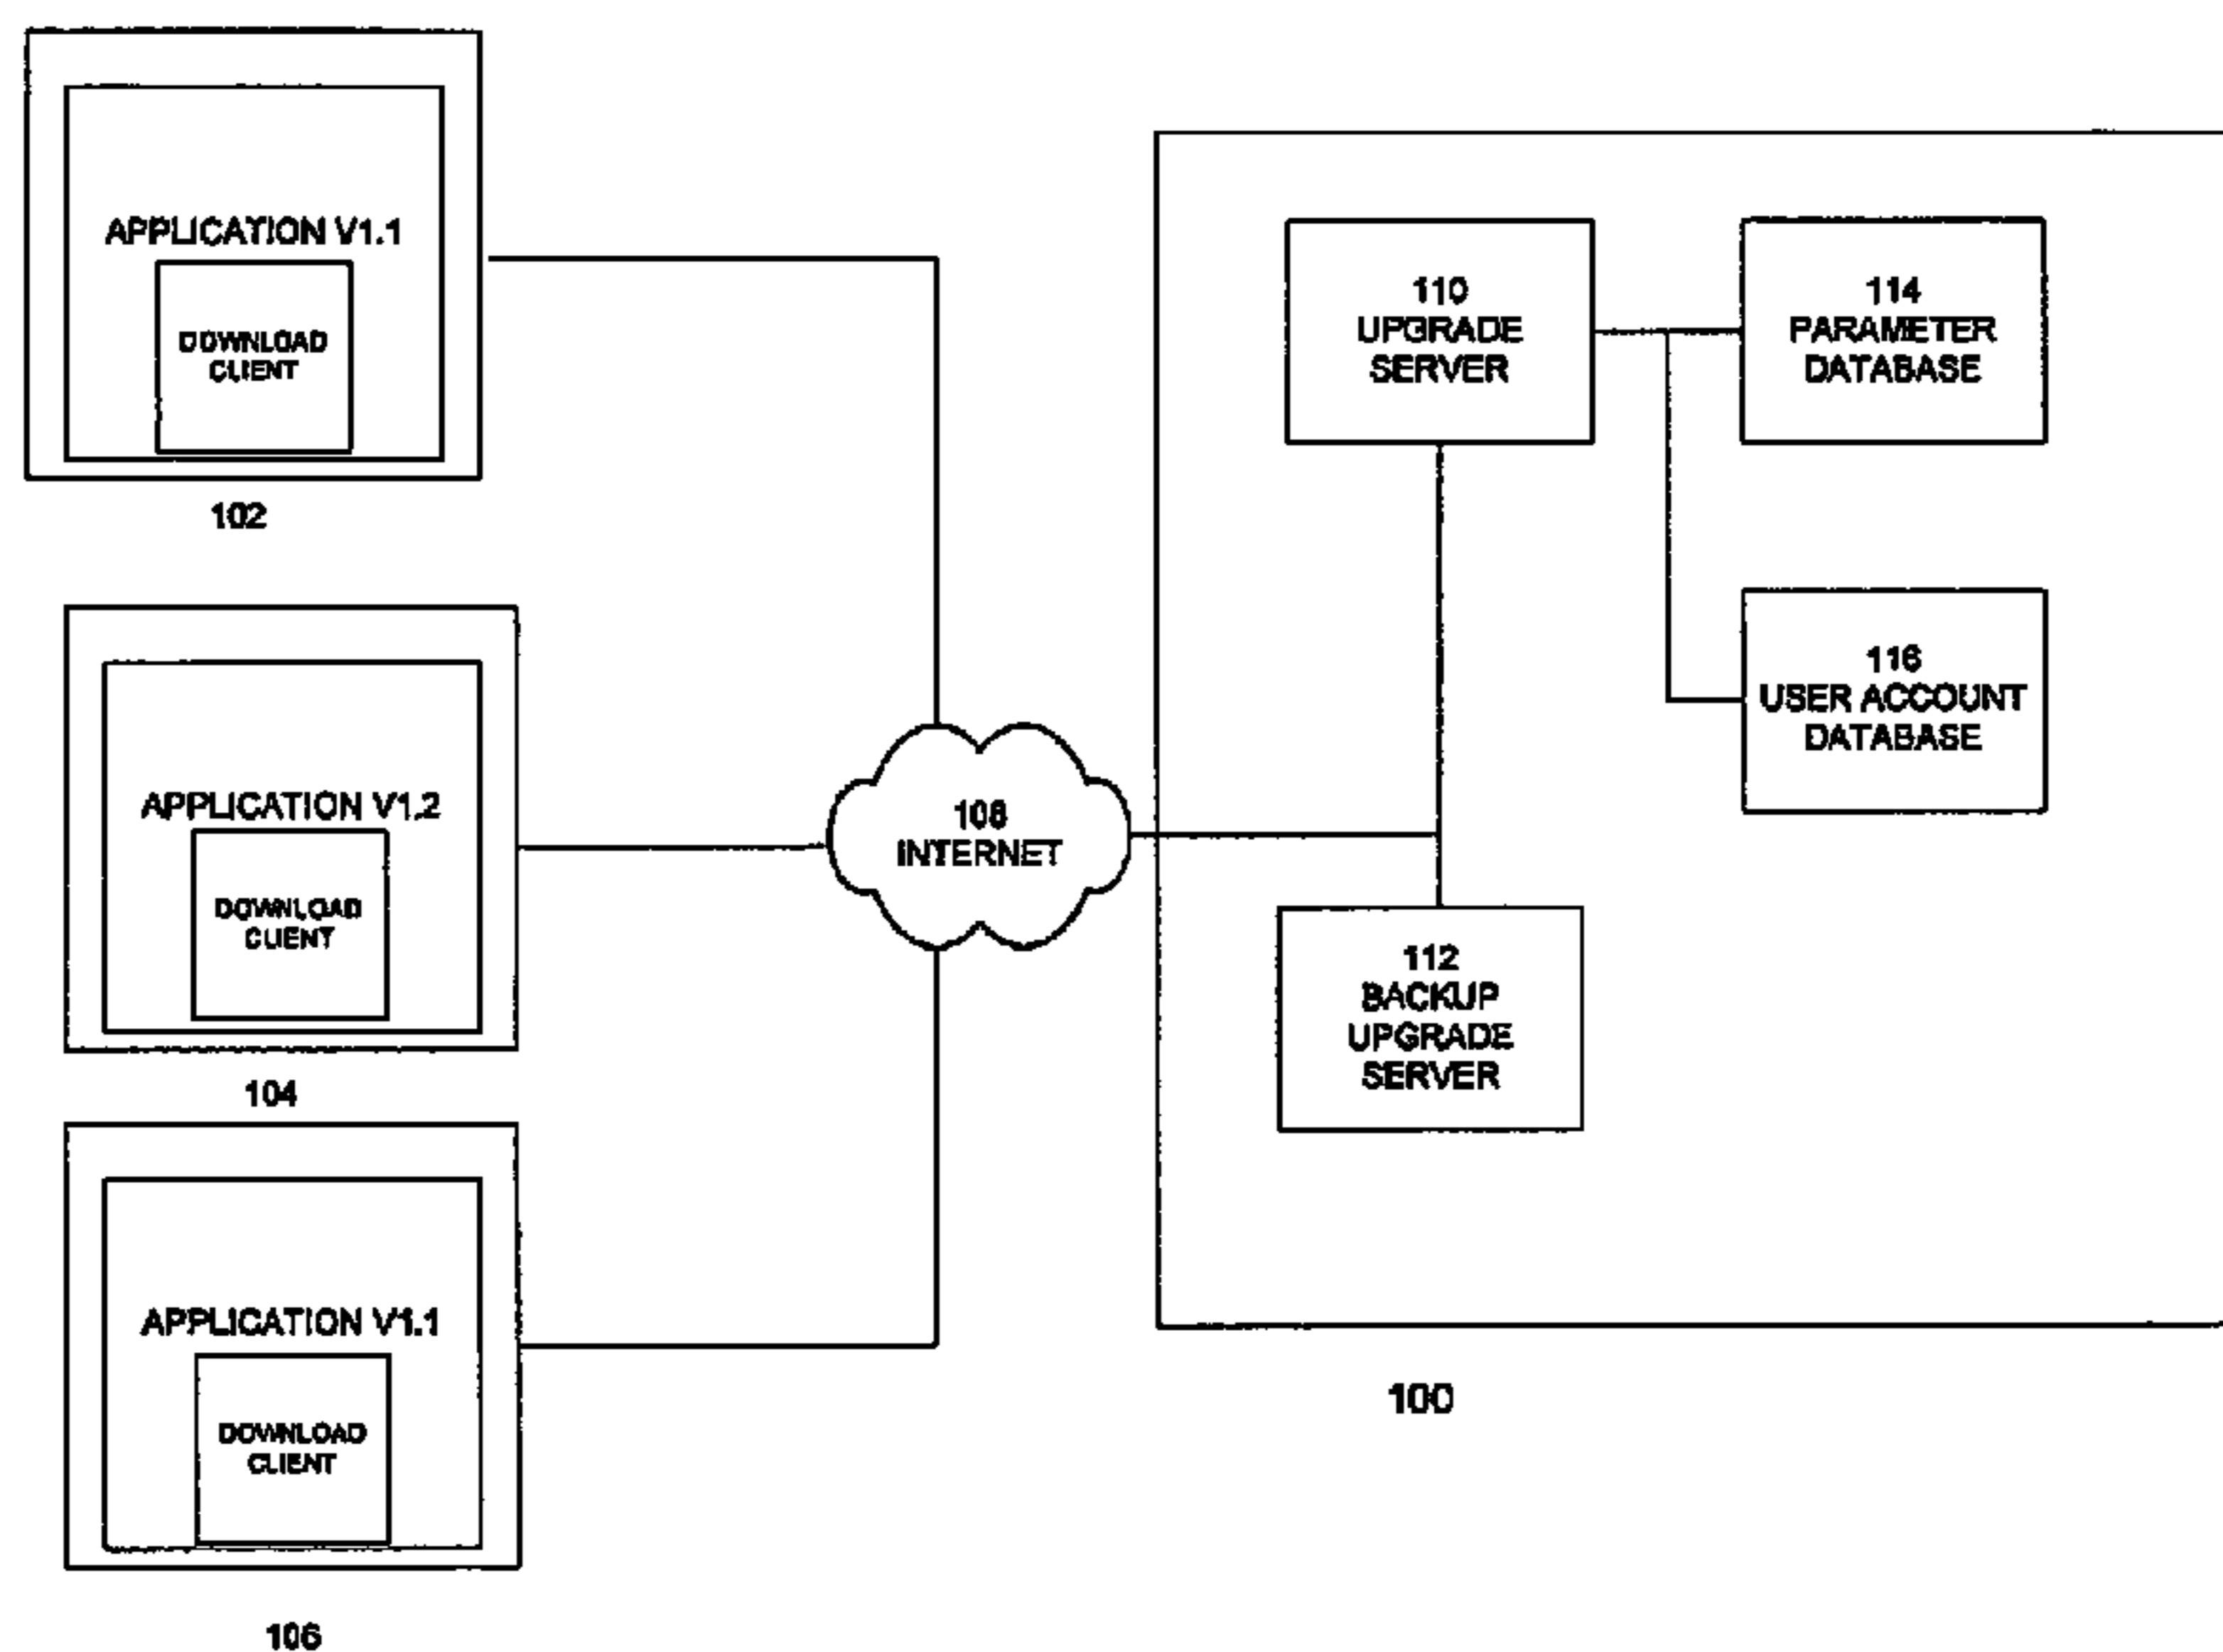 APPLICATION V1.1
DOWNLOAD
CLIENT
102
APPLICATION V1.2
DOWNLOAD
CLIENT
104
APPLICATION V1.1
DOWNLOAD
CLIENT
106
108
INTERNET
110
UPGRADE
SERVER
114
PARAMETER
DATABASE
116
USER ACCOUNT
DATABASE
112
BACKUP
UPGRADE
SERVER
100